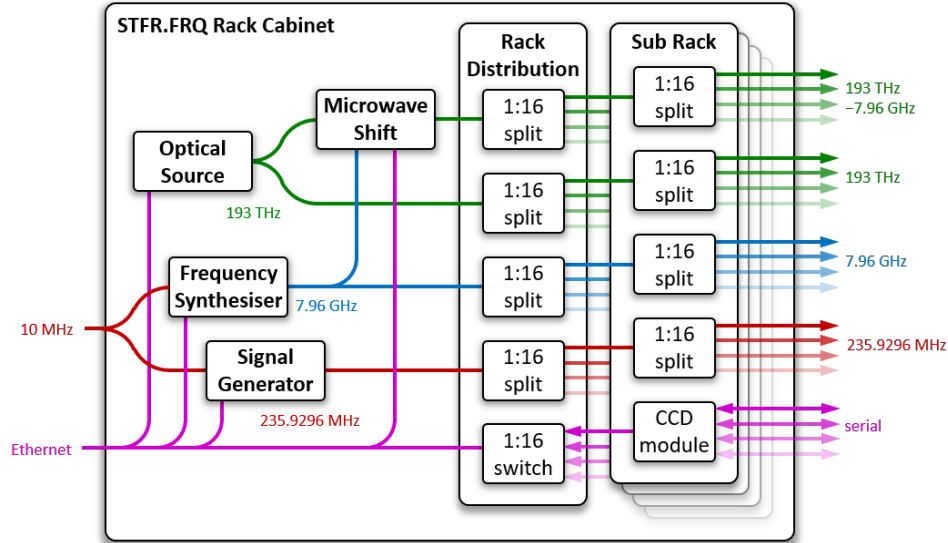 STFR.FRQ Rack Cabinet
Rack
Distribution
Sub Rack
Optical
Source
Microwave
Shift
1:16
split
1:16
split
193 THz
−7.96 GHz
193 THz
1:16
split
1:16
split
193 THz
Frequency
Synthesiser
7.96 GHz
1:16
split
1:16
split
7.96 GHz
10 MHz
Signal
Generator
235.9296 MHz
1:16
split
1:16
split
235.9296 MHz
Ethernet
1:16
switch
CCD
module
serial